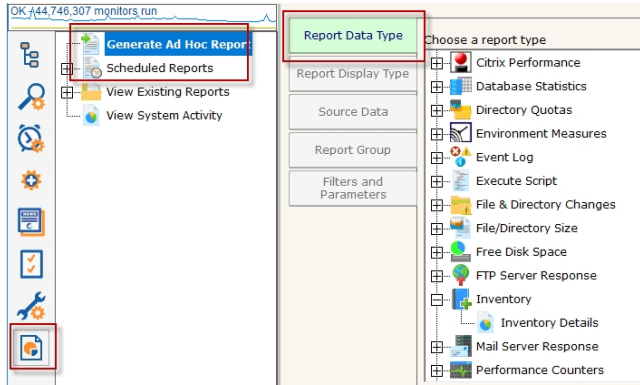 OK 44,746,307 monitors run
Generate Ad Hoc Report
Scheduled Reports
View Existing Reports
View System Activity
Report Data Type
Report Display Type
Source Data
Report Group
Filters and
Parameters
Choose a report type
Citrix Performance
Database Statistics
Directory Quotas
Environment Measures
Event Log
Execute Script
File & Directory Changes
File/Directory Size
Free Disk Space
FTP Server Response
Inventory
Inventory Details
Mail Server Response
Performance Counters